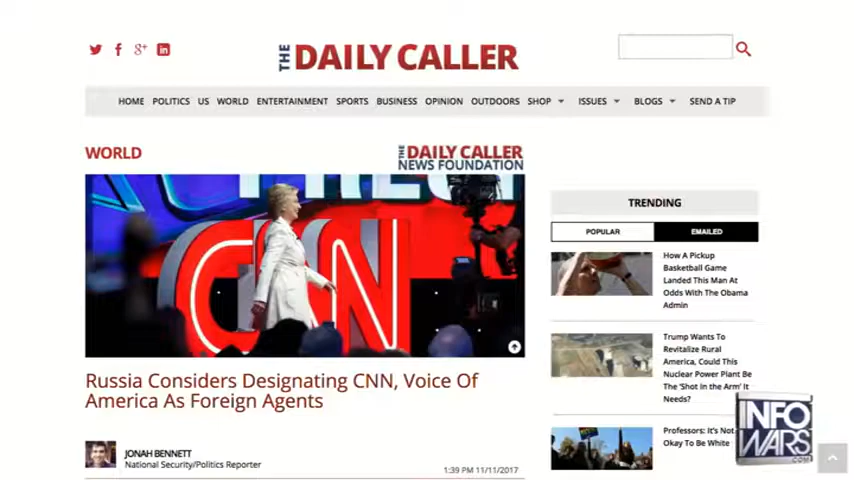 THE DAILY CALLER
HOME POLITICS US WORLD ENTERTAINMENT SPORTS BUSINESS OPINION OUTDOORS SHOP ISSUES BLOGS SEND A TIP
WORLD
THE DAILY CALLER
NEWS FOUNDATION
CNN
Russia Considers Designating CNN, Voice Of
America As Foreign Agents
JONAH BENNETT
National Security/Politics Reporter
1:39 PM 11/11/2017
TRENDING
POPULAR EMAILED
How A Pickup
Basketball Game
Landed This Man At
Odds With The Obama
Admin
Trump Wants To
Revitalize Rural
America, Could This
Nuclear Power Plant Be
The 'Shot in the Arm' It
Needs?
Professors: It's Not
Okay To Be White
INFO
WARS
.COM